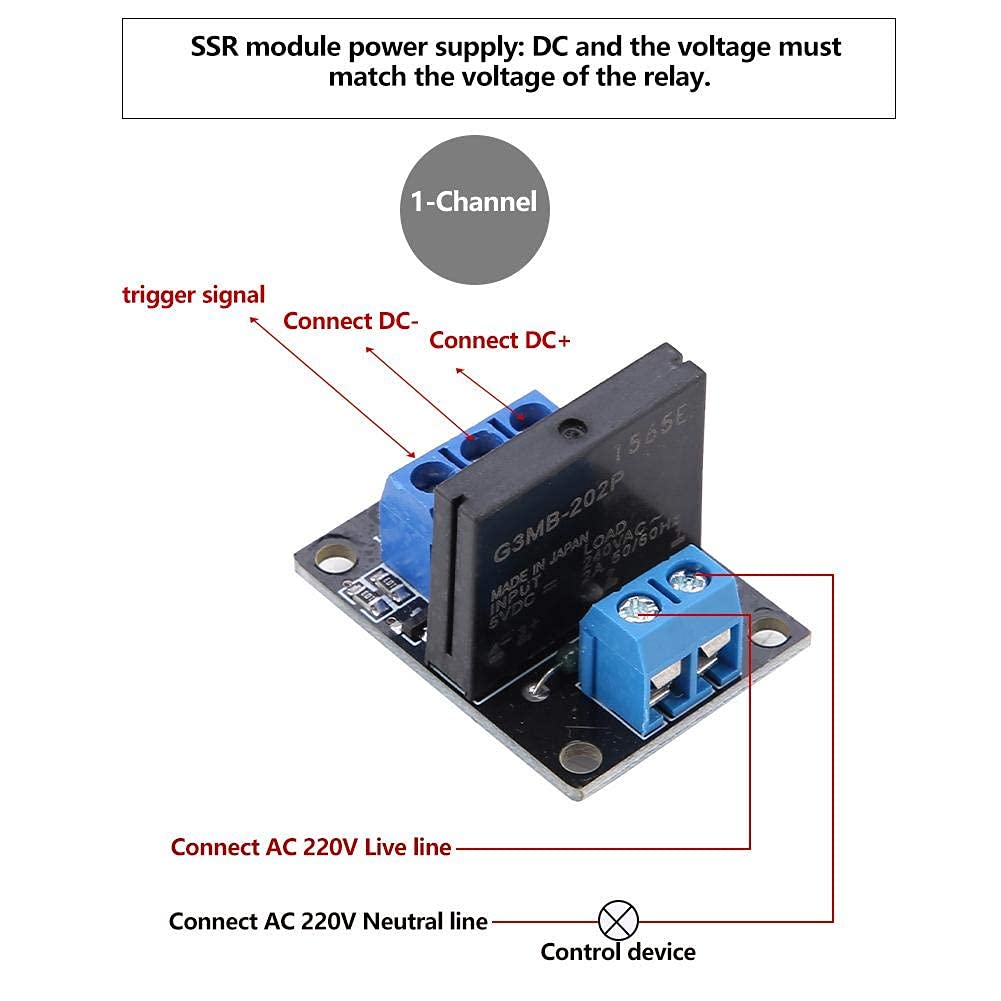 SSR module power supply: DC and the voltage must
match the voltage of the relay.
1-Channel
trigger signal
Connect DC-
Connect DC+
565E
G3MB-202P
MADE IN JAPAN
INPUT
5VDC
LOAD
240VAC~
2A 50/60Hz
Connect AC 220V Live line
Connect AC 220V Neutral line
Control device